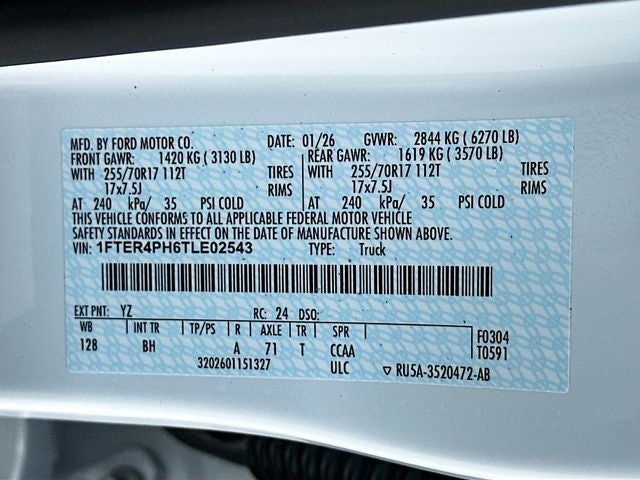 MFD. BY FORD MOTOR CO. DATE: 01/26 GVWR: 2844 KG ( 6270 LB)
FRONT GAWR: 1420 KG ( 3130 LB) REAR GAWR: 1619 KG ( 3570 LB)
WITH 255/70R17 112T TIRES WITH 255/70R17 112T TIRES
17x7.5J RIMS 17x7.5J RIMS
AT 240 kPa/ 35 PSI COLD AT 240 kPa/ 35 PSI COLD
THIS VEHICLE CONFORMS TO ALL APPLICABLE FEDERAL MOTOR VEHICLE
SAFETY STANDARDS IN EFFECT ON THE DATE OF MANUFACTURE SHOWN ABOVE.
VIN: 1FTER4PH6TLE02543 TYPE: Truck
EXT PNT: YZ RC: 24 DSO:
WB INT TR TP/PS R AXLE TR SPR F0304
128 BH A 71 T CCAA T0591
3202601151327 ULC ▽ RU5A-3520472-AB